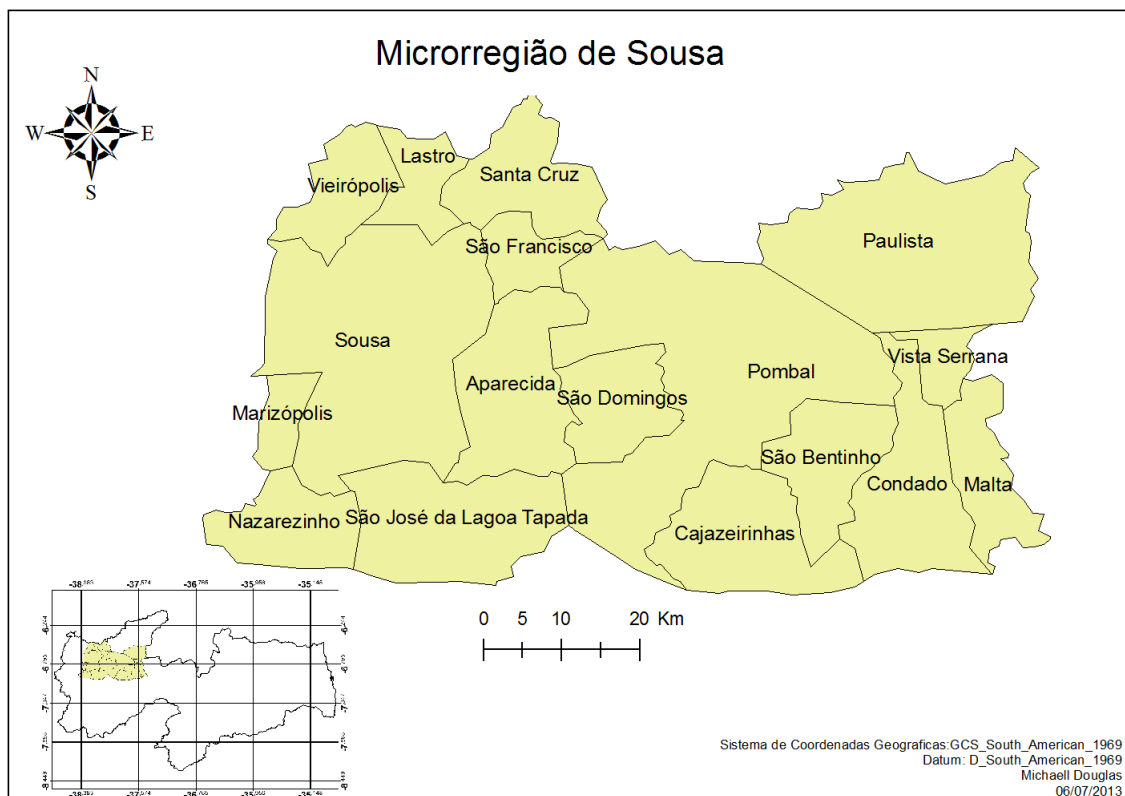 Microrregião de Sousa
N
W E
S
Lastro
Vieirópolis
Santa Cruz
São Francisco
Paulista
Sousa
Vista Serrana
Aparecida
Pombal
São Domingos
Marizópolis
São Bentinho
Condado
Malta
Nazarezinho
São José da Lagoa Tapada
Cajazeirinhas
0 5 10 20 Km
Sistema de Coordenadas Geograficas:GCS_South_American_1969
Datum: D_South_American_1969
Michaell Douglas
06/07/2013